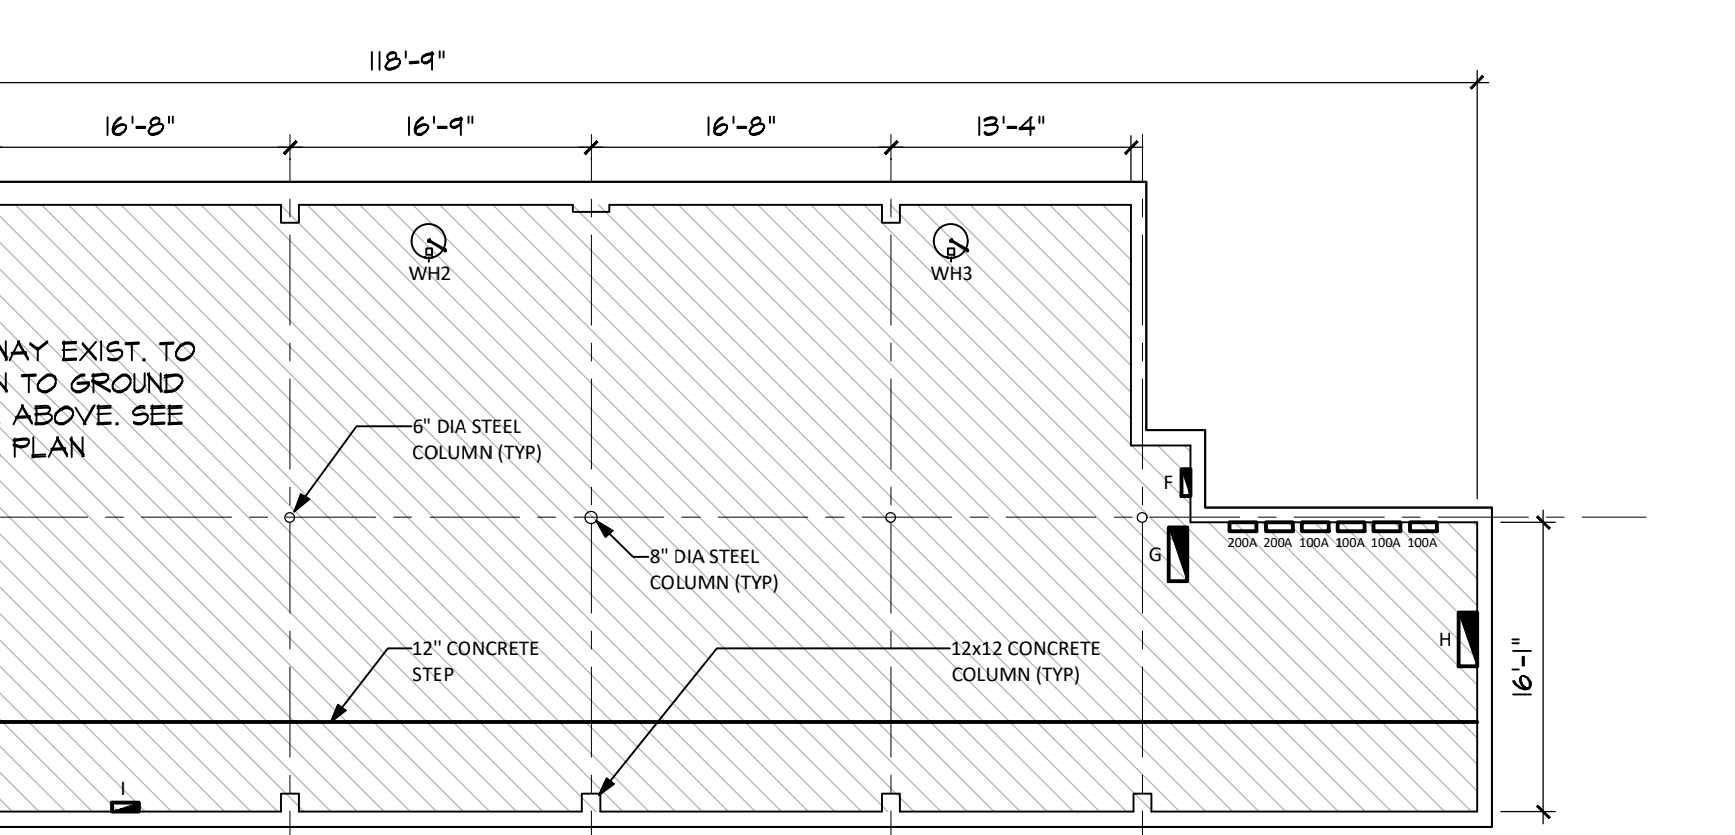 118'-9"
16'-8"
16'-9"
16'-8"
13'-4"
WH2
WH3
EXIST. TO
TO GROUND
ABOVE. SEE
PLAN
6" DIA STEEL
COLUMN (TYP)
F
G
200A 200A 100A 100A 100A 100A
8" DIA STEEL
COLUMN (TYP)
H
12" CONCRETE
STEP
12x12 CONCRETE
COLUMN (TYP)
16'-1"
I